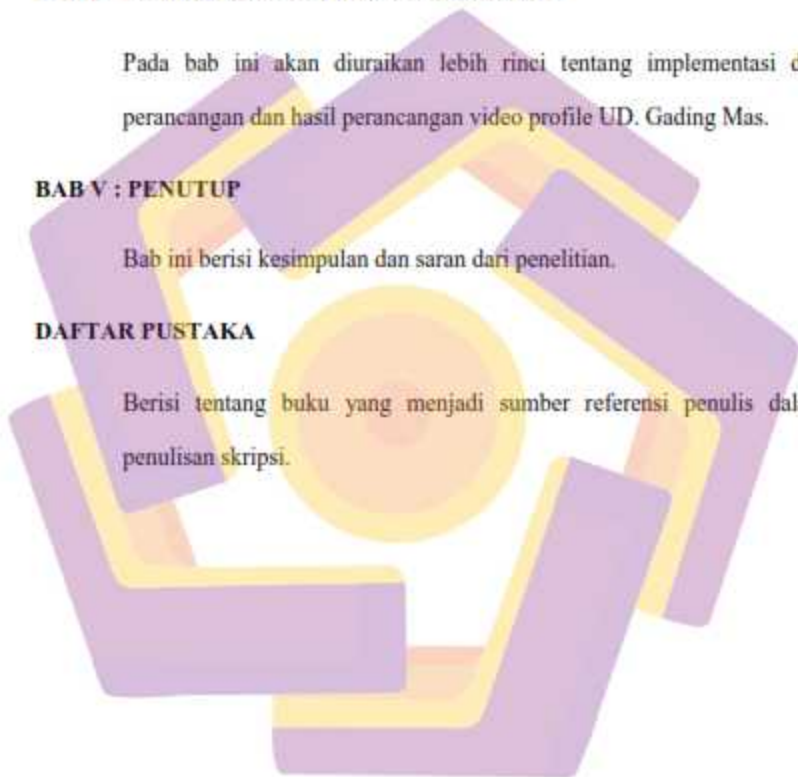 Pada bab ini akan diuraikan lebih rinci tentang implementasi
perancangan dan hasil perancangan video profile UD. Gading Mas.
BAB V : PENUTUP
Bab ini berisi kesimpulan dan saran dari penelitian.
DAFTAR PUSTAKA
Berisi tentang buku yang menjadi sumber referensi penulis
penulisan skripsi.